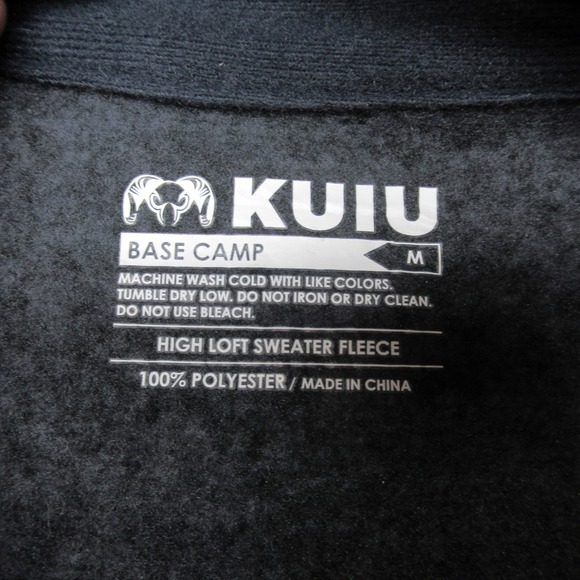 KUIU
BASE CAMP M
MACHINE WASH COLD WITH LIKE COLORS.
TUMBLE DRY LOW. DO NOT IRON OR DRY CLEAN.
DO NOT USE BLEACH.
HIGH LOFT SWEATER FLEECE
100% POLYESTER / MADE IN CHINA